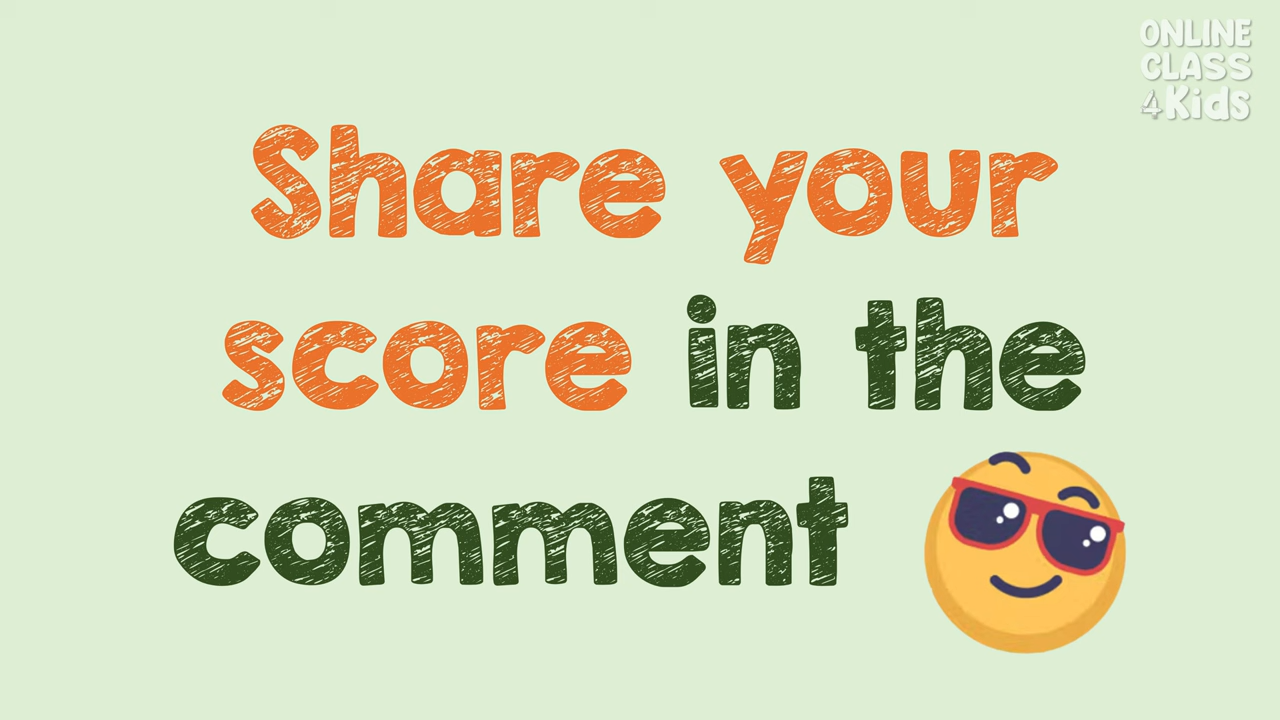 ONLINE
CLASS
4Kids
Share your
score in the
comment